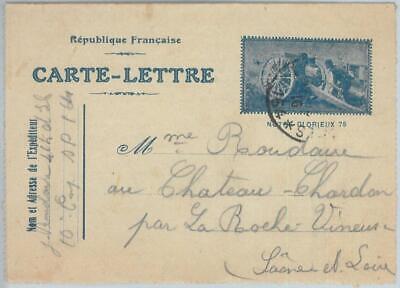 République Française
CARTE-LETTRE
NOTRE GLORIEUX 75
Nom et Adresse de l'Expéditeur.
Mme Roudaire
au Chateau-Chardon
par La Roche Vineuse
Saône et Loire